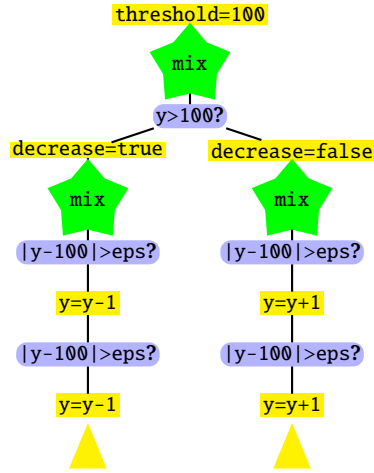 threshold=100
mix
y>100?
decrease=true
decrease=false
mix
mix
|y-100|>eps?
|y-100|>eps?
y=y-1
y=y+1
|y-100|>eps?
|y-100|>eps?
y=y-1
y=y+1